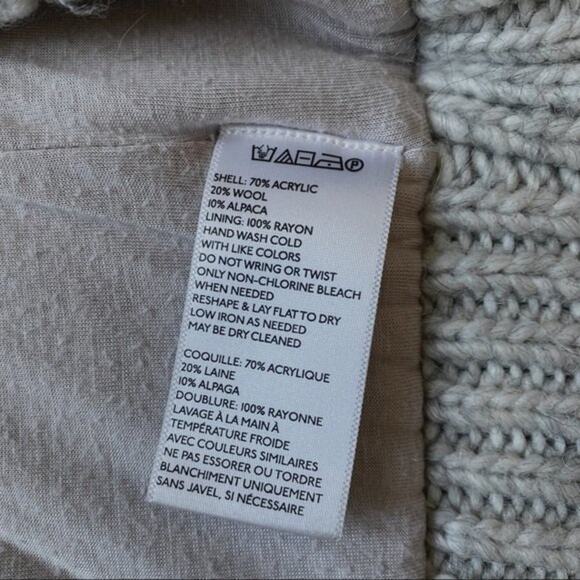 P
SHELL: 70% ACRYLIC
20% WOOL
10% ALPACA
LINING: 100% RAYON
HAND WASH COLD
WITH LIKE COLORS
DO NOT WRING OR TWIST
ONLY NON-CHLORINE BLEACH
WHEN NEEDED
RESHAPE & LAY FLAT TO DRY
LOW IRON AS NEEDED
MAY BE DRY CLEANED
COQUILLE: 70% ACRYLIQUE
20% LAINE
10% ALPAGA
DOUBLURE: 100% RAYONNE
LAVAGE À LA MAIN À
TEMPÉRATURE FROIDE
AVEC COULEURS SIMILAIRES
NE PAS ESSORER OU TORDRE
BLANCHIMENT UNIQUEMENT
SANS JAVEL, SI NÉCESSAIRE